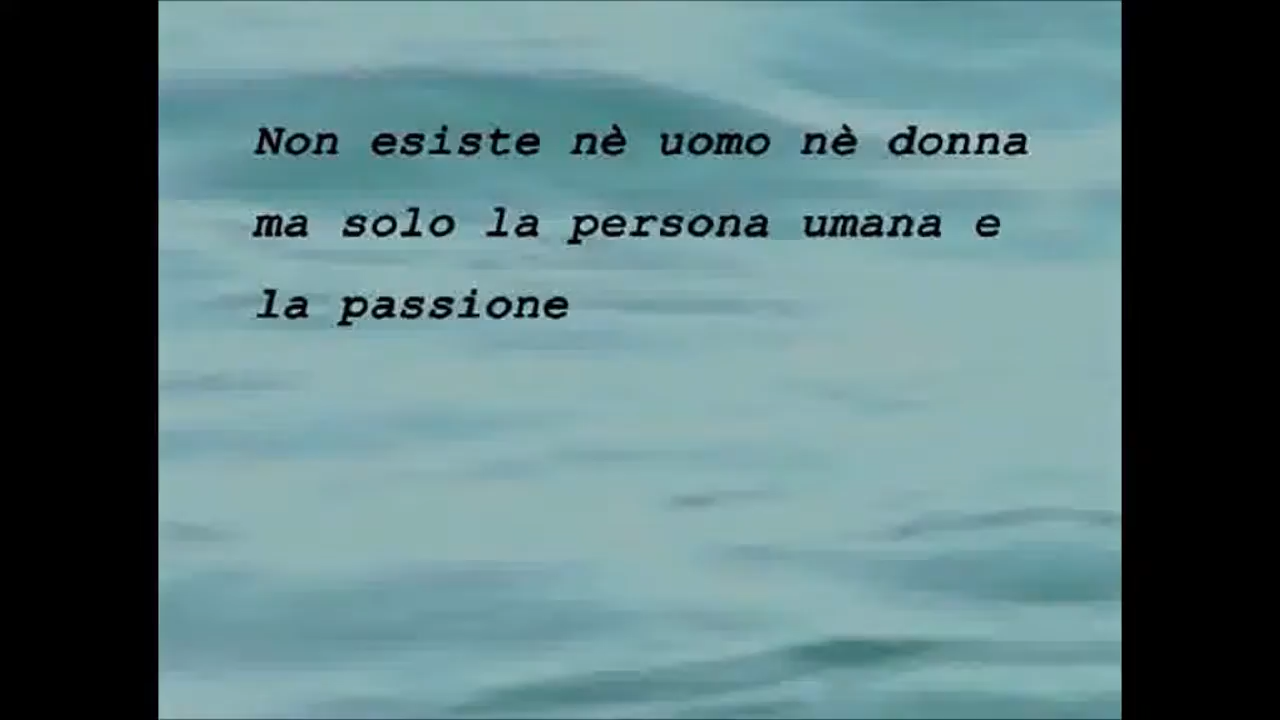 Non esiste nè uomo nè donna
ma solo la persona umana e
la passione